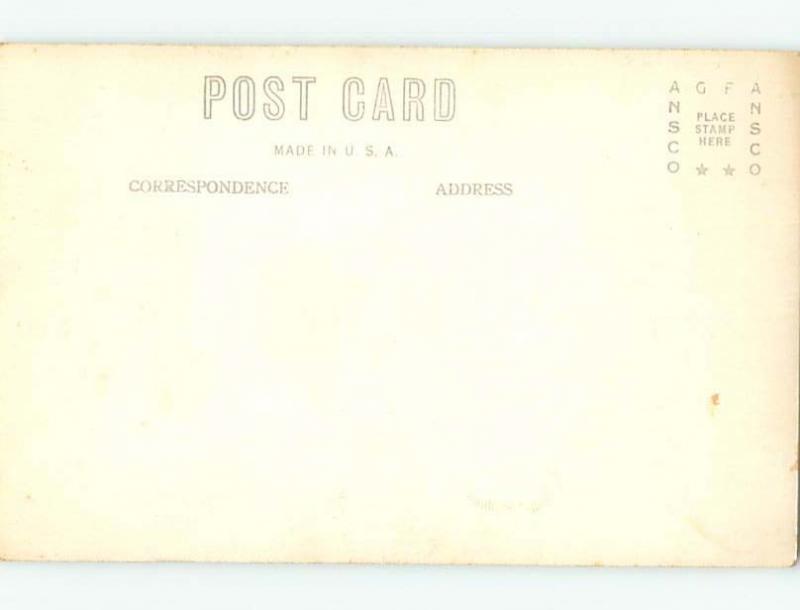 POST CARD
MADE IN U. S. A.
CORRESPONDENCE
ADDRESS
AGFA
ANSCO
ANSCO
PLACE
STAMP
HERE